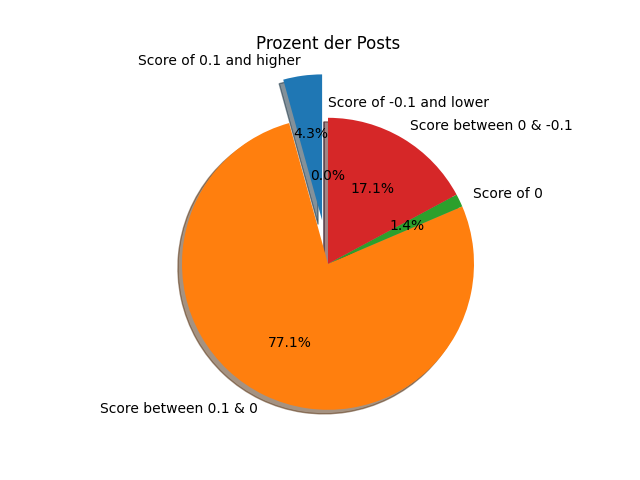 Prozent der Posts
Score of 0.1 and higher
Score of -0.1 and lower
Score between 0 & -0.1
4.3%
0.0%
17.1%
Score of 0
1.4%
77.1%
Score between 0.1 & 0